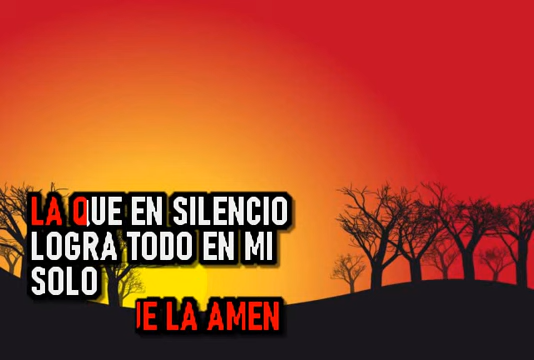 LA QUE EN SILENCIO
LOGRA TODO EN MI
SOLO
LA AMEN